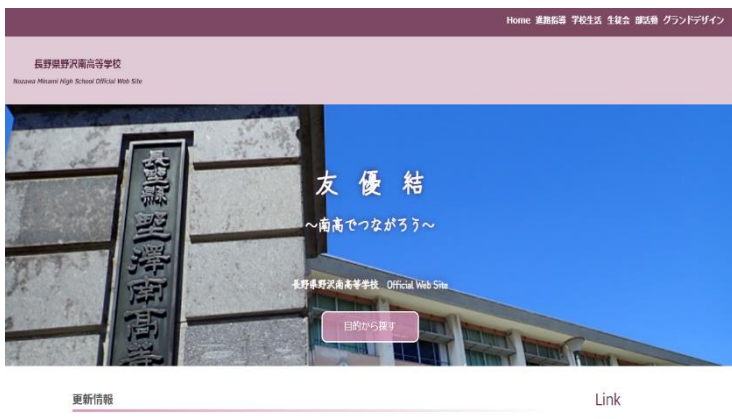 Home 進路指導 学校生活 生徒会 部活動 グランドデザイン
長野県野沢南高等学校
Nozawa Minami High School Official Web Site
長野縣野澤南高等
友 優 結
～南高でつながろう～
長野県野沢南高等学校 Official Web Site
目的から探す
更新情報
Link